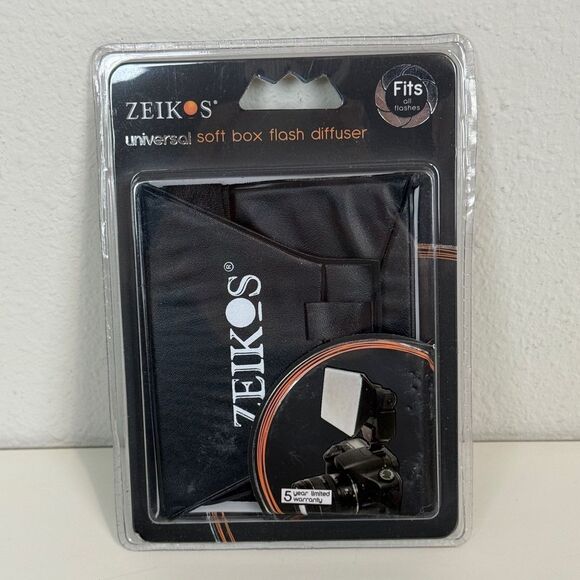 ZEIKOS®
universal soft box flash diffuser
Fits
all
flashes
ZEIKOS®
5 year limited
warranty